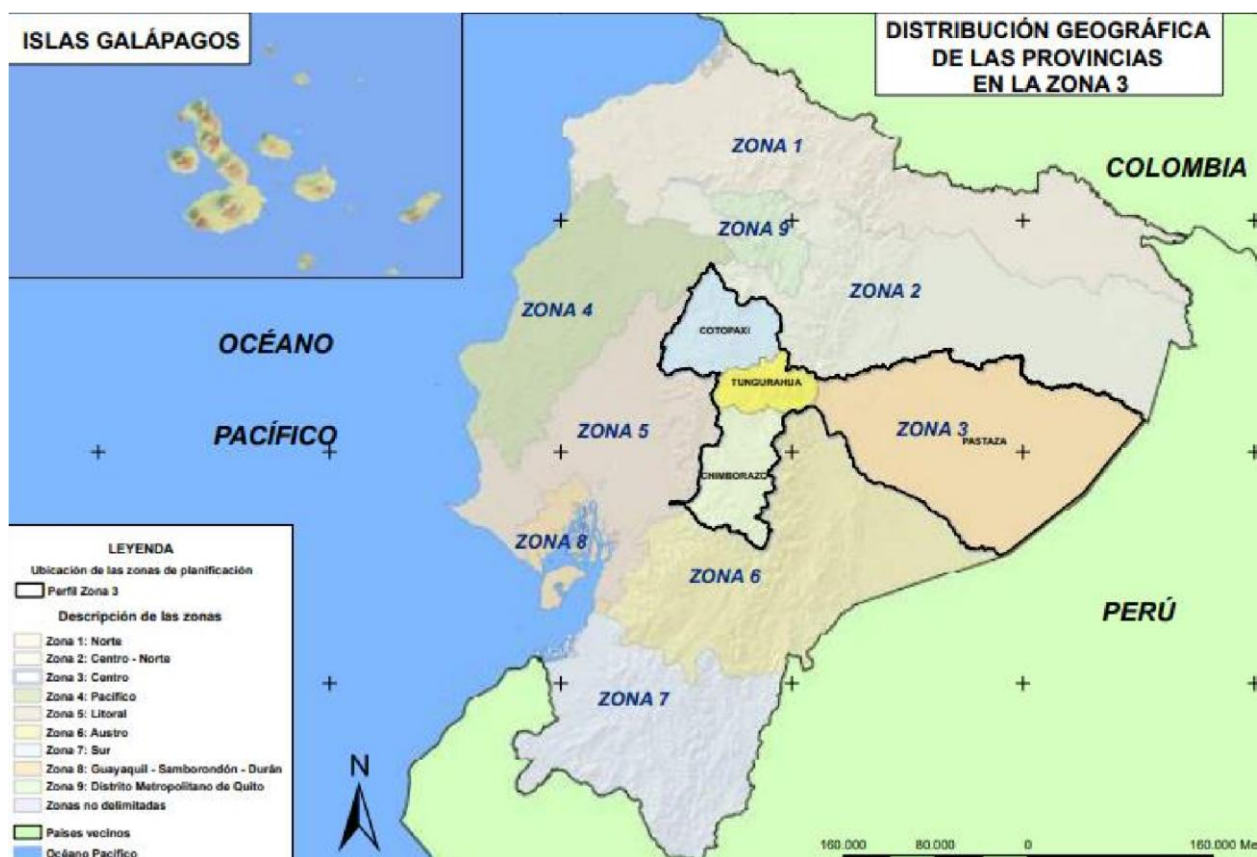 ISLAS GALÁPAGOS
DISTRIBUCIÓN GEOGRÁFICA
DE LAS PROVINCIAS
EN LA ZONA 3
ZONA 1
COLOMBIA
ZONA 9
ZONA 2
ZONA 4
COTOPAXI
OCÉANO
PACÍFICO
TUNGURAHUA
ZONA 5
ZONA 3
PASTAZA
CHIMBORAZO
ZONA 8
ZONA 6
PERÚ
ZONA 7
LEYENDA
Ubicación de las zonas de planificación
Perfil Zona 3
Descripción de las zonas
Zona 1: Norte
Zona 2: Centro - Norte
Zona 3: Centro
Zona 4: Pacífico
Zona 5: Litoral
Zona 6: Austro
Zona 7: Sur
Zona 8: Guayaquil - Samborondón - Durán
Zona 9: Distrito Metropolitano de Quito
Zonas no delimitadas
Países vecinos
Océano Pacífico
N
160.000 80.000 0 160.000 Me